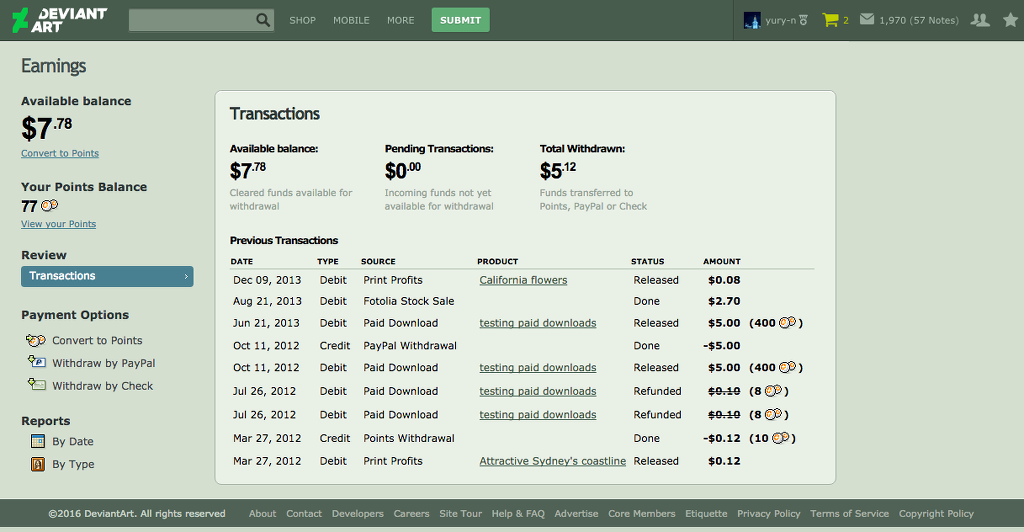 DEVIANT ART
SHOP MOBILE MORE SUBMIT yury-n 2 1,970 (57 Notes)
Earnings
Available balance
$7.78
Convert to Points
Your Points Balance
77
View your Points
Review
Transactions ›
Payment Options
Convert to Points
Withdraw by PayPal
Withdraw by Check
Reports
By Date
By Type
Transactions
Available balance: Pending Transactions: Total Withdrawn:
$7.78 $0.00 $5.12
Cleared funds available for Incoming funds not yet Funds transferred to
withdrawal available for withdrawal Points, PayPal or Check
Previous Transactions
DATE TYPE SOURCE PRODUCT STATUS AMOUNT
Dec 09, 2013 Debit Print Profits California flowers Released $0.08
Aug 21, 2013 Debit Fotolia Stock Sale Done $2.70
Jun 21, 2013 Debit Paid Download testing paid downloads Released $5.00 (400 )
Oct 11, 2012 Credit PayPal Withdrawal Done -$5.00
Oct 11, 2012 Debit Paid Download testing paid downloads Released $5.00 (400 )
Jul 26, 2012 Debit Paid Download testing paid downloads Refunded $0.10 (8 )
Jul 26, 2012 Debit Paid Download testing paid downloads Refunded $0.10 (8 )
Mar 27, 2012 Credit Points Withdrawal Done -$0.12 (10 )
Mar 27, 2012 Debit Print Profits Attractive Sydney's coastline Released $0.12
©2016 DeviantArt. All rights reserved About Contact Developers Careers Site Tour Help & FAQ Advertise Core Members Etiquette Privacy Policy Terms of Service Copyright Policy